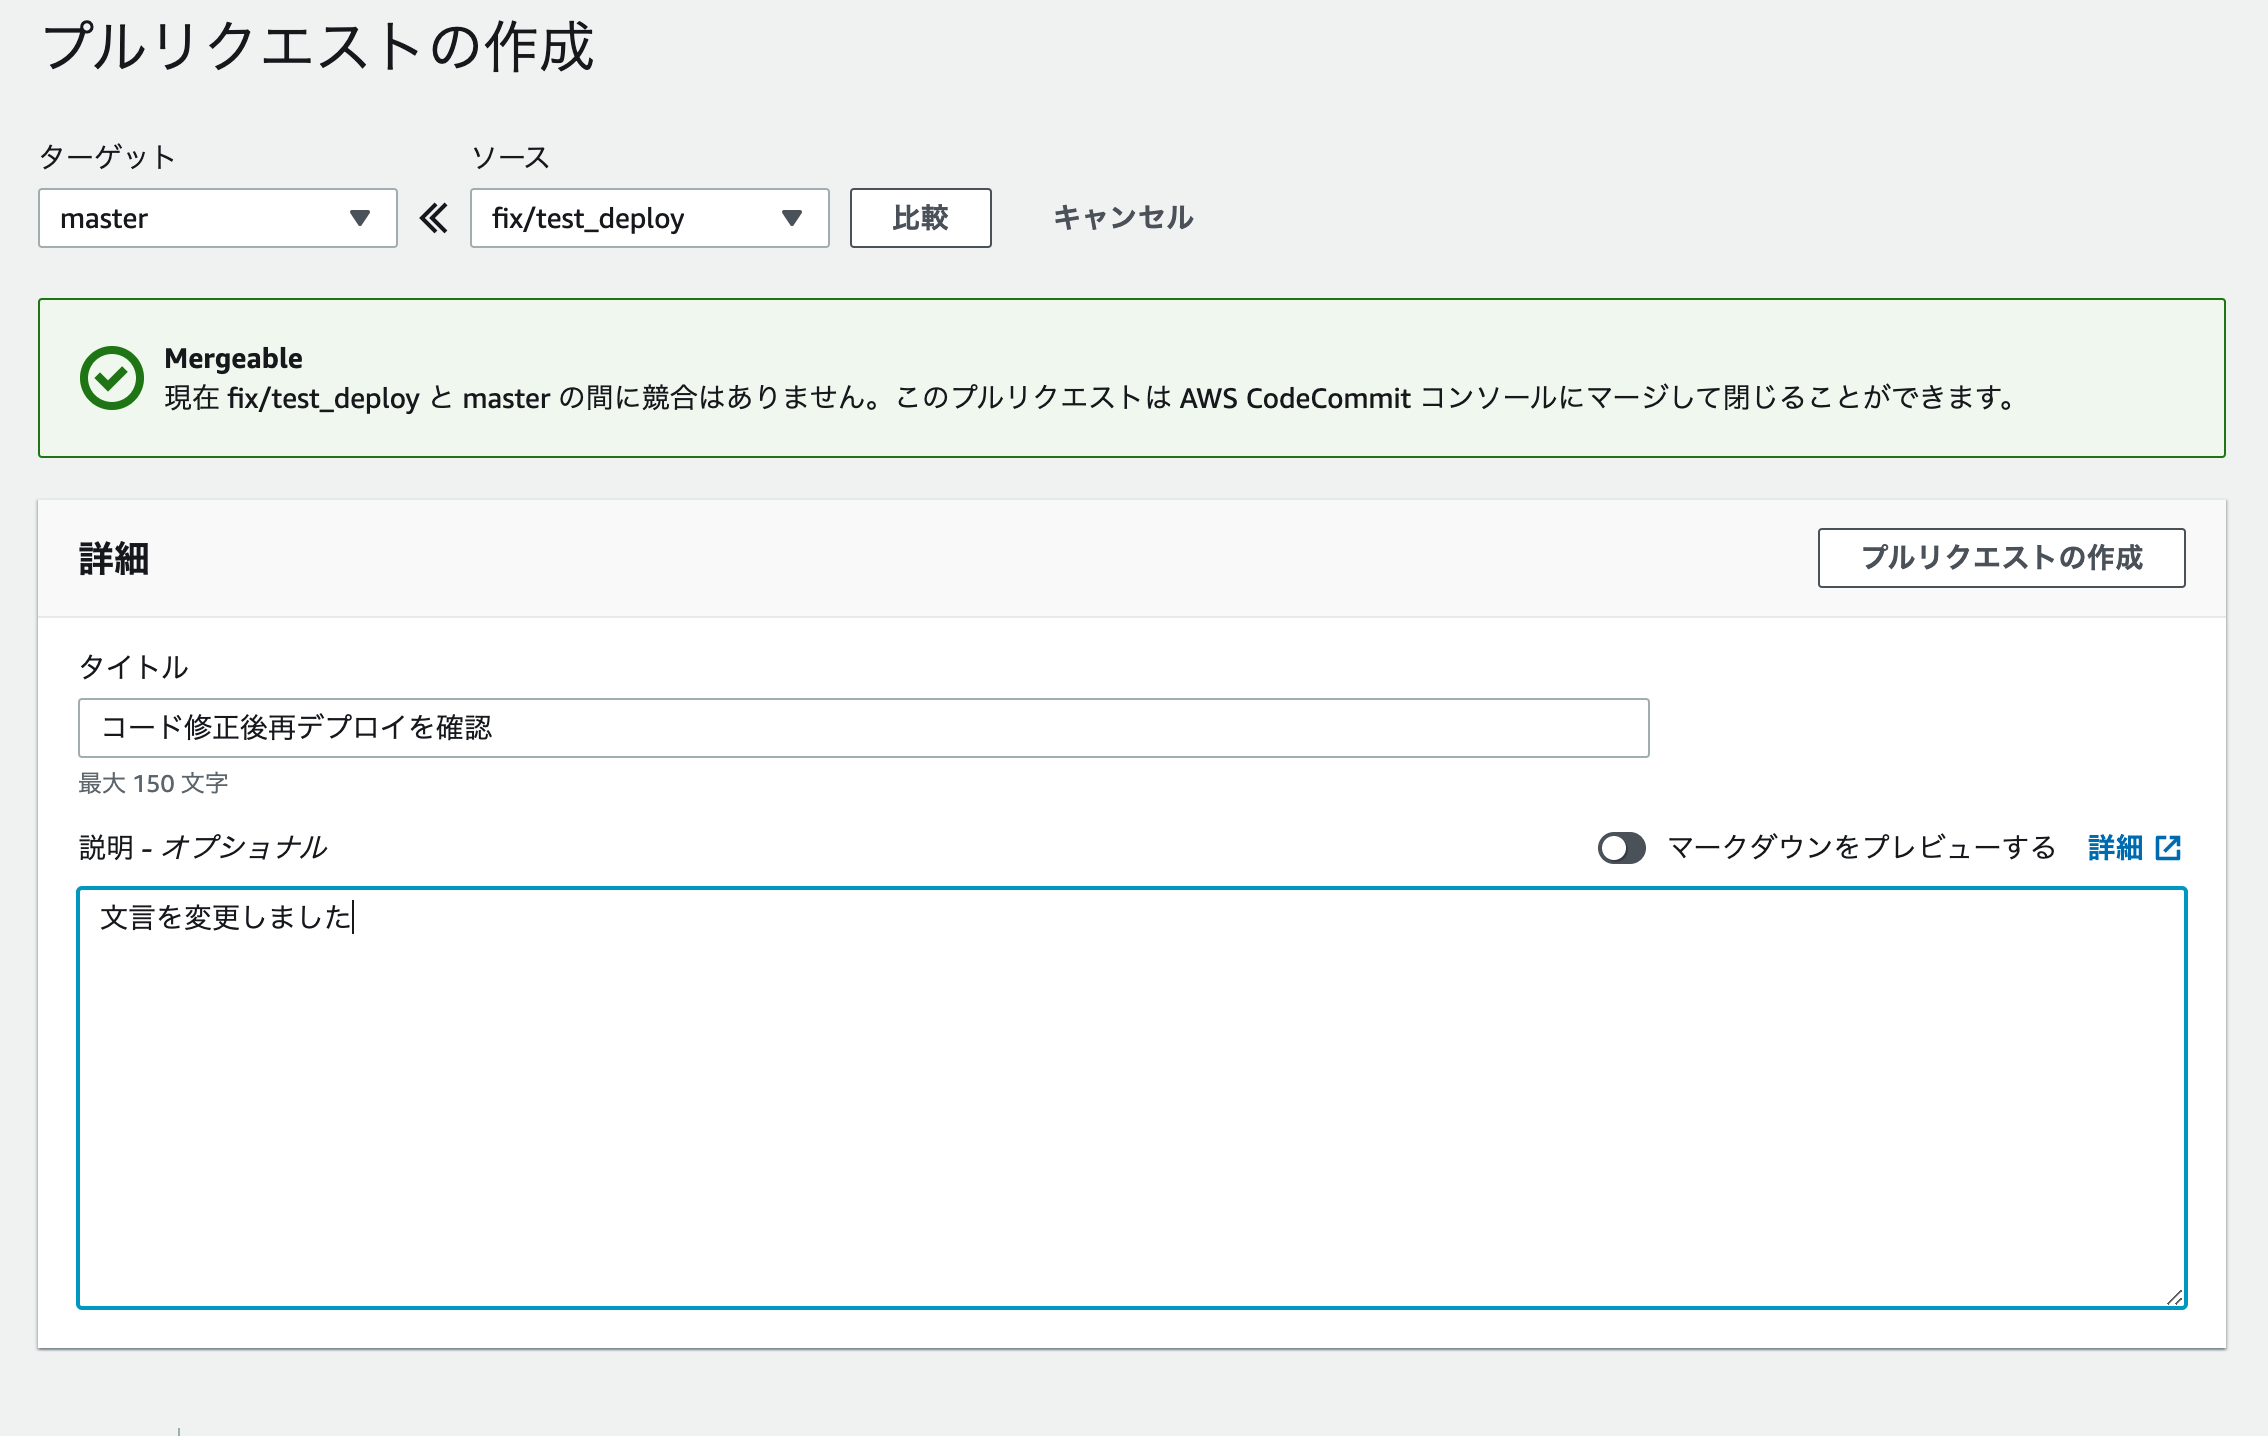 プルリクエストの作成
ターゲット
ソース
master
fix/test_deploy
比較
キャンセル
Mergeable
現在 fix/test_deploy と master の間に競合はありません。このプルリクエストは AWS CodeCommit コンソールにマージして閉じることができます。
詳細
プルリクエストの作成
タイトル
コード修正後再デプロイを確認
最大 150 文字
説明 - オプショナル
マークダウンをプレビューする
詳細
文言を変更しました